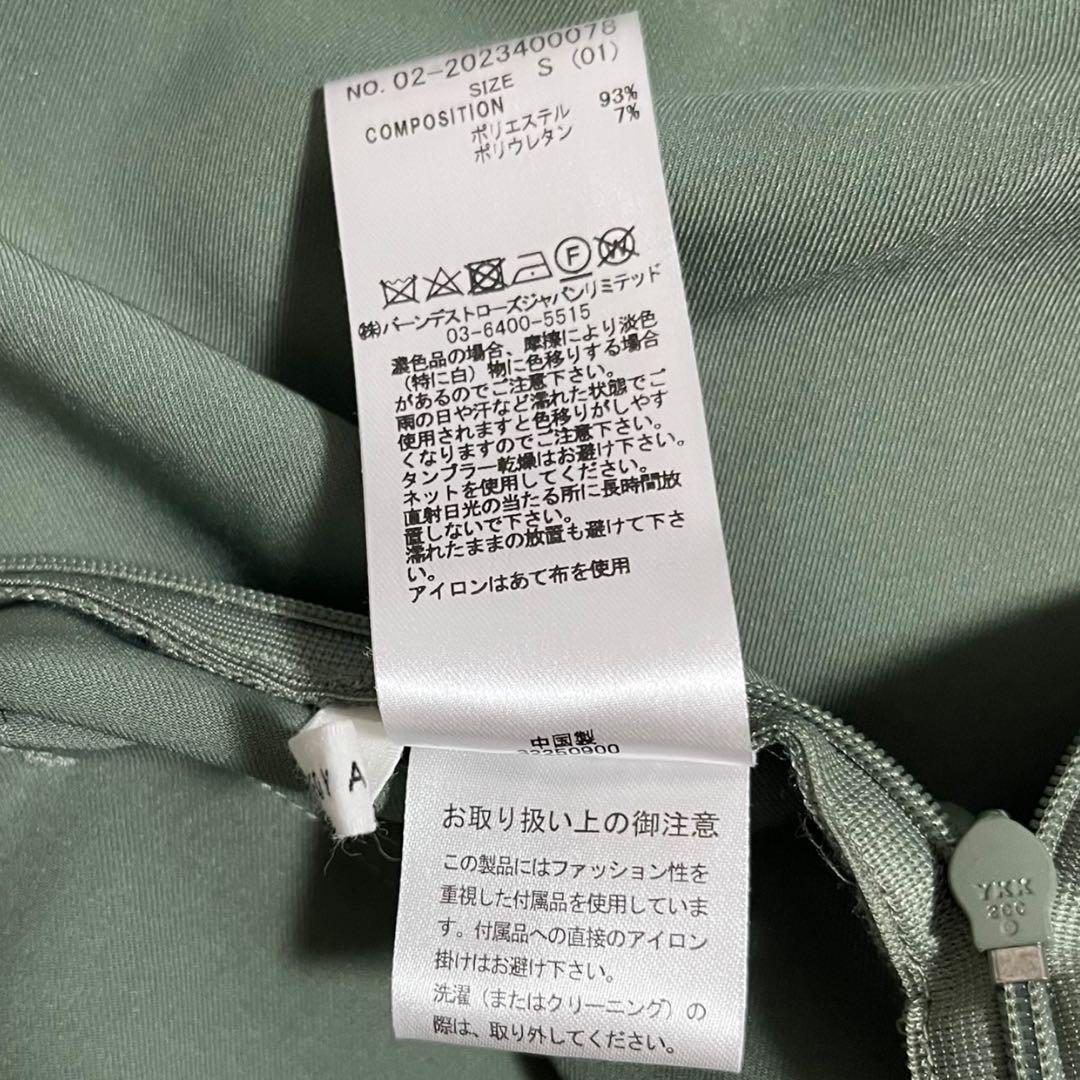 NO. 02-2023400078
SIZE S (01)
COMPOSITION
ポリエステル 93%
ポリウレタン 7%
F
W
㈱バーンデストローズジャパンリミテッド
03-6400-5515
濃色品の場合、摩擦により淡色
(特に白)物に色移りする場合
があるのでご注意下さい。
雨の日や汗など濡れた状態でご
使用されますと色移りがしやす
くなりますのでご注意下さい。
タンブラー乾燥はお避け下さい。
ネットを使用してください。
直射日光の当たる所に長時間放
置しないで下さい。
濡れたままの放置も避けて下さ
い。
アイロンはあて布を使用
中国製
お取り扱い上の御注意
この製品にはファッション性を
重視した付属品を使用していま
す。付属品への直接のアイロン
掛けはお避け下さい。
洗濯(またはクリーニング)の
際は、取り外してください。
A
YKK